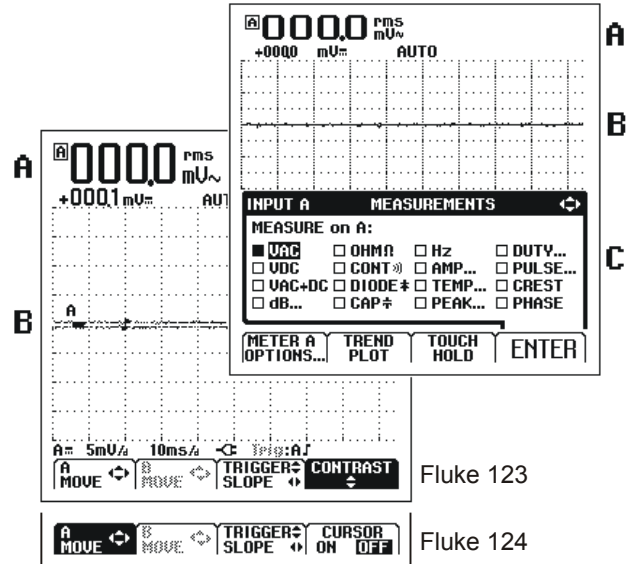 A 000.0 rms mV~
+000.0 mV⎓ AUTO
A
B
INPUT A MEASUREMENTS
MEASURE on A:
■ VAC □ OHM Ω □ Hz □ DUTY...
□ VDC □ CONT □ AMP... □ PULSE...
□ VAC+DC □ DIODE □ TEMP... □ CREST
□ dB... □ CAP □ PEAK... □ PHASE
C
METER A OPTIONS... TREND PLOT TOUCH HOLD ENTER
A
A 000.0 rms mV~
+000.1 mV⎓ AUT
B
A
A⎓ 5mV/d 10ms/d Trig:A
A MOVE B MOVE TRIGGER SLOPE CONTRAST
Fluke 123
A MOVE B MOVE TRIGGER SLOPE CURSOR ON OFF
Fluke 124